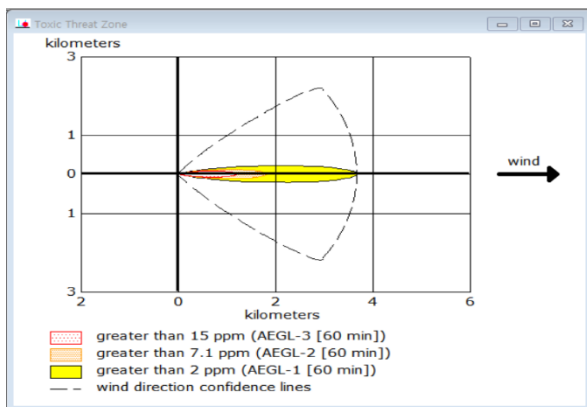 Toxic Threat Zone
kilometers
3
1
0
1
3
2 0 2 4 6
kilometers
wind
greater than 15 ppm (AEGL-3 [60 min])
greater than 7.1 ppm (AEGL-2 [60 min])
greater than 2 ppm (AEGL-1 [60 min])
wind direction confidence lines